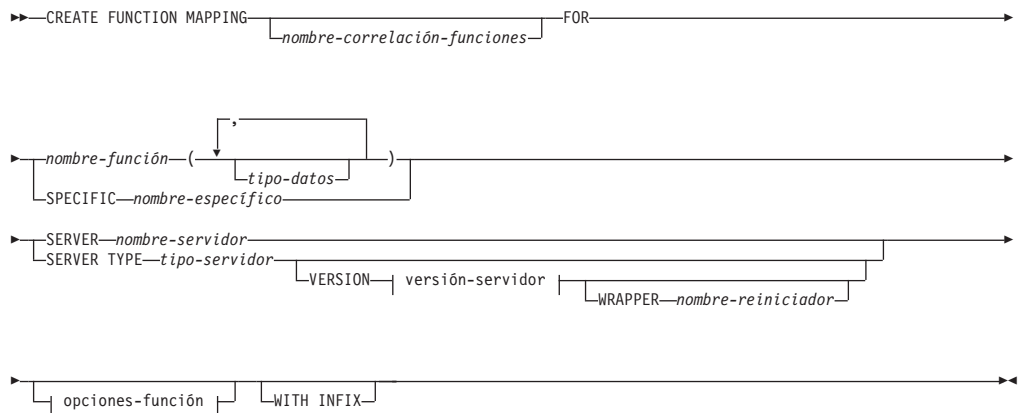 CREATE FUNCTION MAPPING FOR
nombre-correlación-funciones
,
nombre-función ( )
tipo-datos
SPECIFIC nombre-específico
SERVER nombre-servidor
SERVER TYPE tipo-servidor
VERSION versión-servidor
WRAPPER nombre-reiniciador
opciones-función WITH INFIX